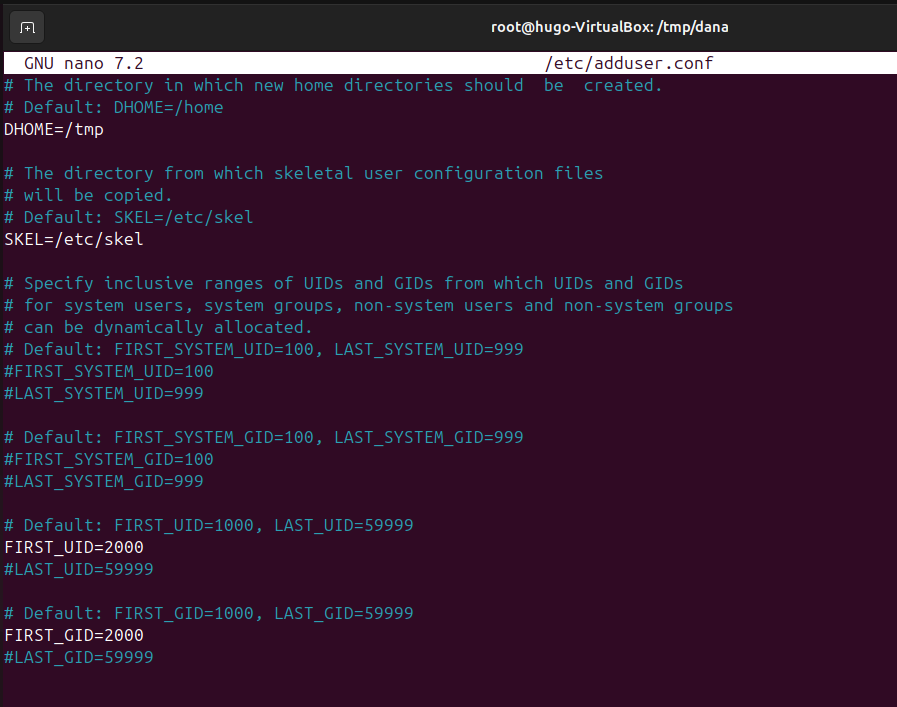 root@hugo-VirtualBox: /tmp/dana
GNU nano 7.2 /etc/adduser.conf
# The directory in which new home directories should  be  created.
# Default: DHOME=/home
DHOME=/tmp
# The directory from which skeletal user configuration files
# will be copied.
# Default: SKEL=/etc/skel
SKEL=/etc/skel
# Specify inclusive ranges of UIDs and GIDs from which UIDs and GIDs
# for system users, system groups, non-system users and non-system groups
# can be dynamically allocated.
# Default: FIRST_SYSTEM_UID=100, LAST_SYSTEM_UID=999
#FIRST_SYSTEM_UID=100
#LAST_SYSTEM_UID=999
# Default: FIRST_SYSTEM_GID=100, LAST_SYSTEM_GID=999
#FIRST_SYSTEM_GID=100
#LAST_SYSTEM_GID=999
# Default: FIRST_UID=1000, LAST_UID=59999
FIRST_UID=2000
#LAST_UID=59999
# Default: FIRST_GID=1000, LAST_GID=59999
FIRST_GID=2000
#LAST_GID=59999